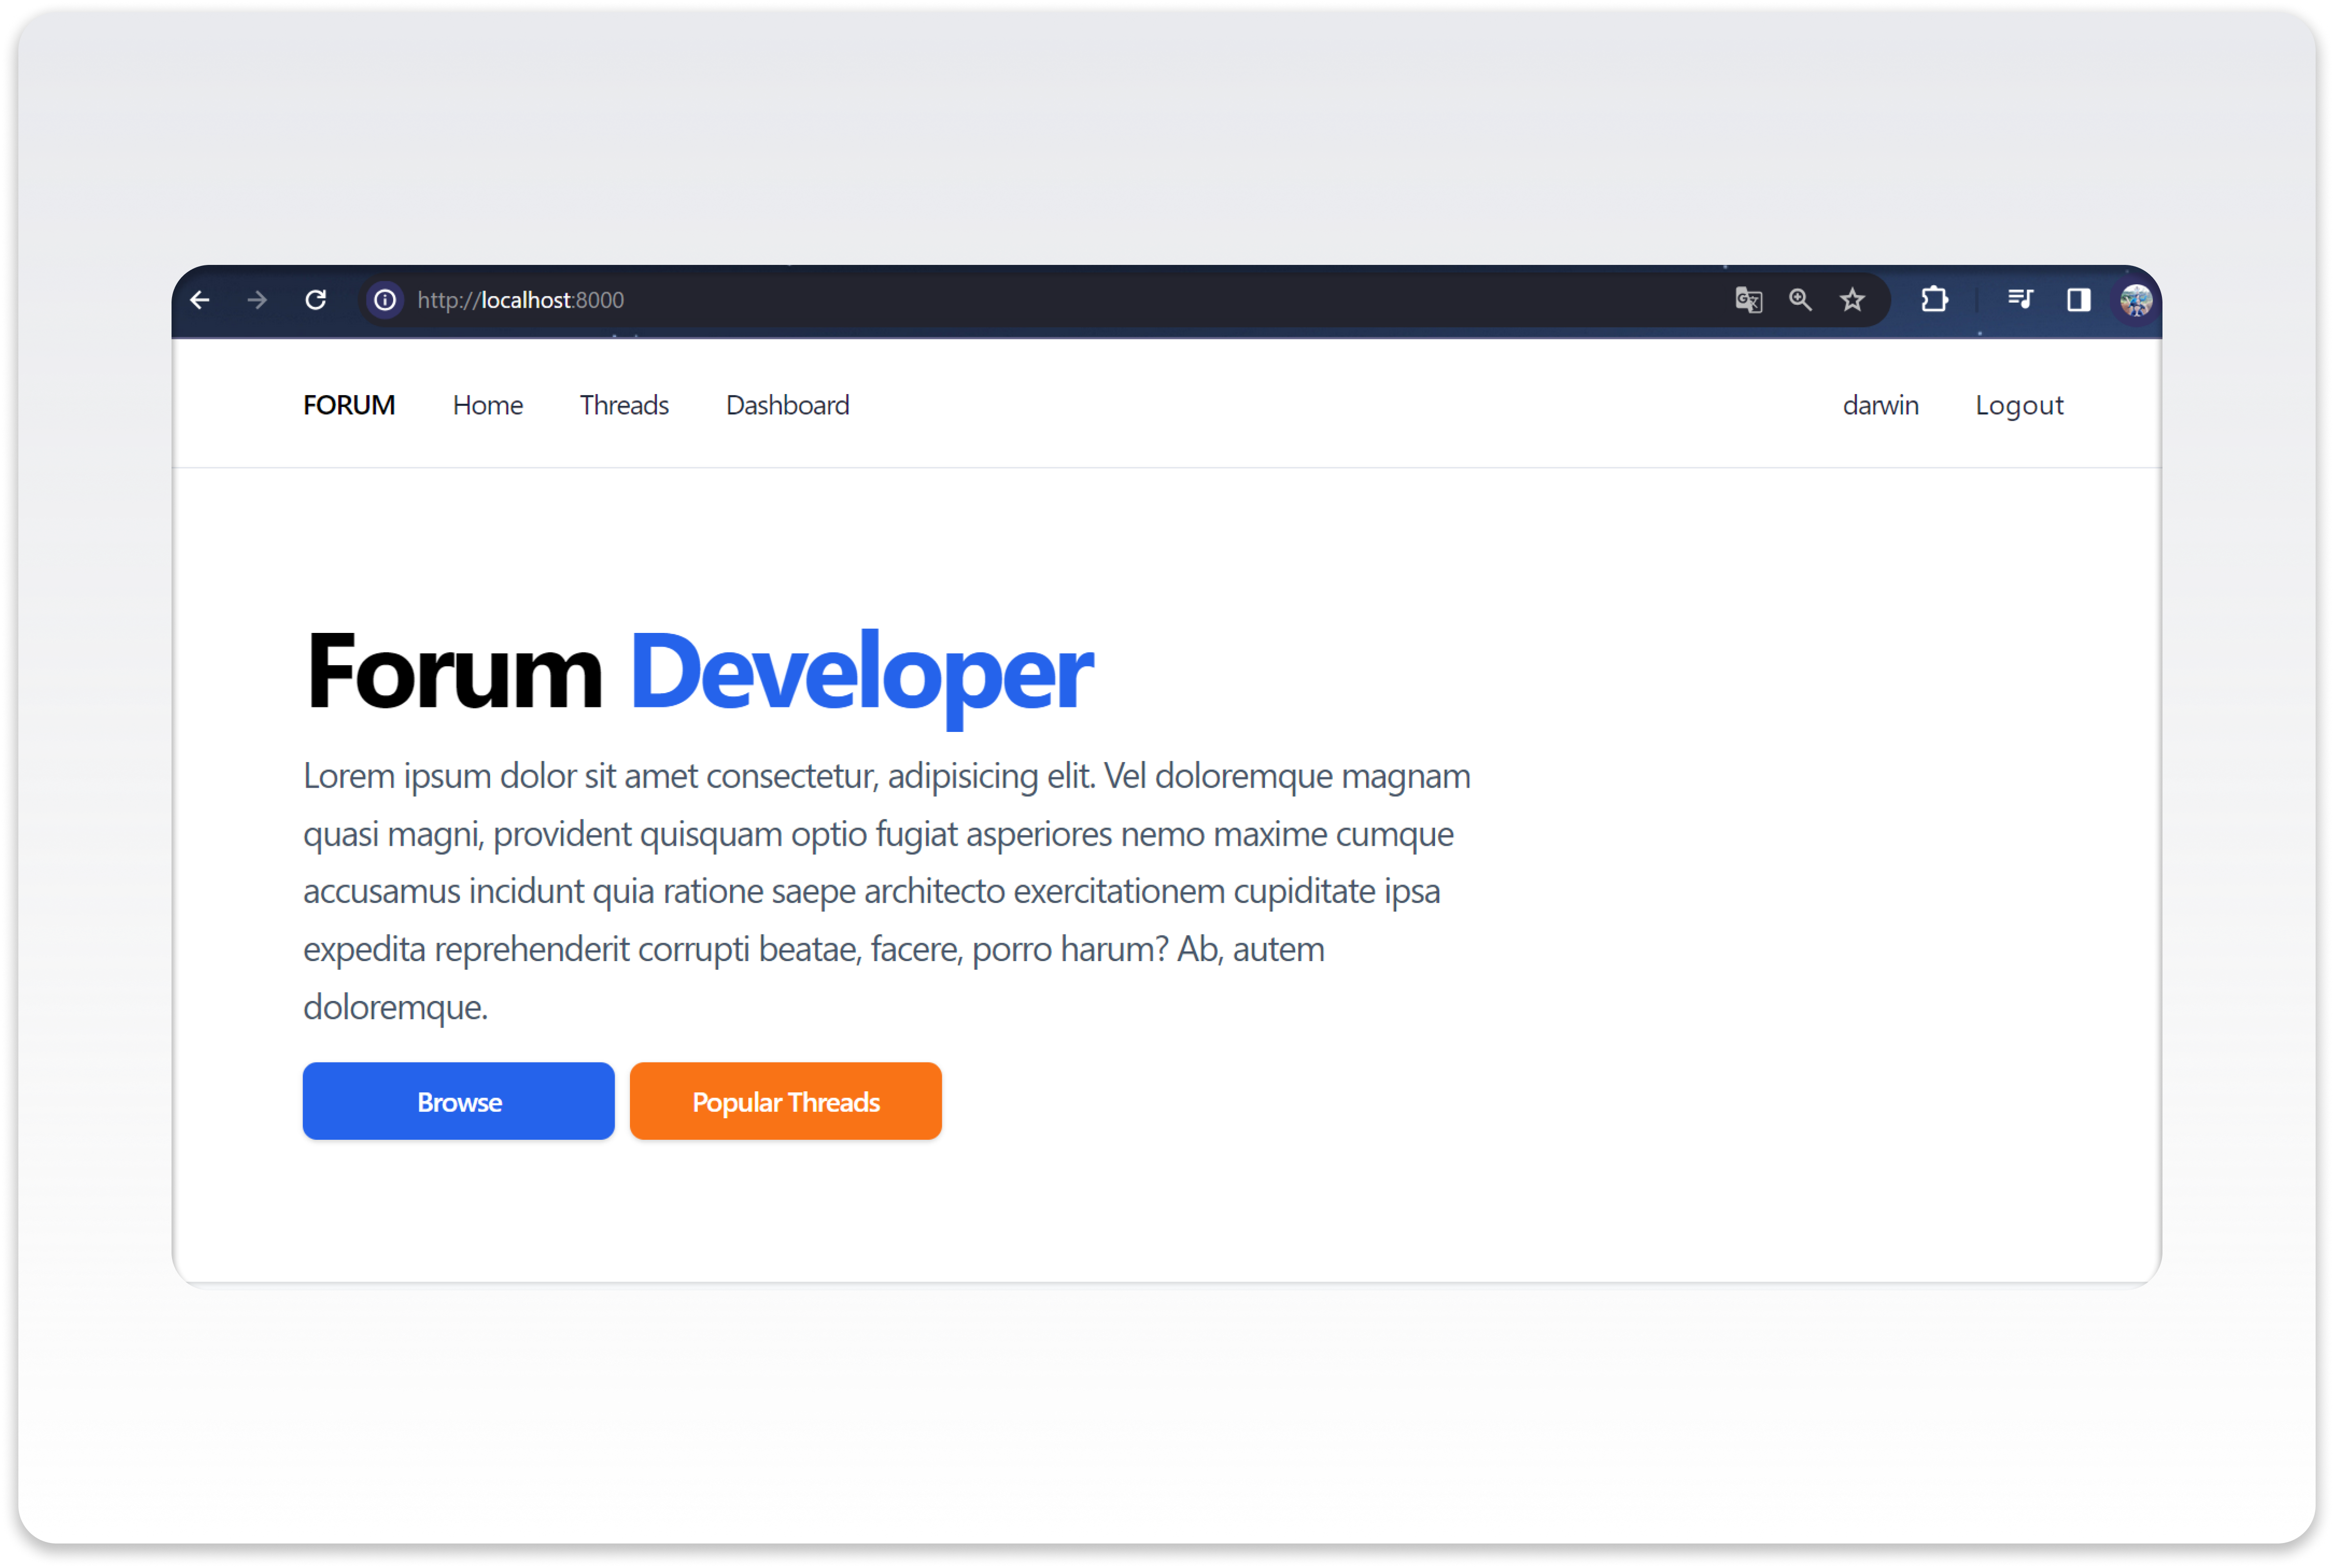 http://localhost:8000
FORUM Home Threads Dashboard darwin Logout
Forum Developer
Lorem ipsum dolor sit amet consectetur, adipisicing elit. Vel doloremque magnam
quasi magni, provident quisquam optio fugiat asperiores nemo maxime cumque
accusamus incidunt quia ratione saepe architecto exercitationem cupiditate ipsa
expedita reprehenderit corrupti beatae, facere, porro harum? Ab, autem
doloremque.
Browse Popular Threads